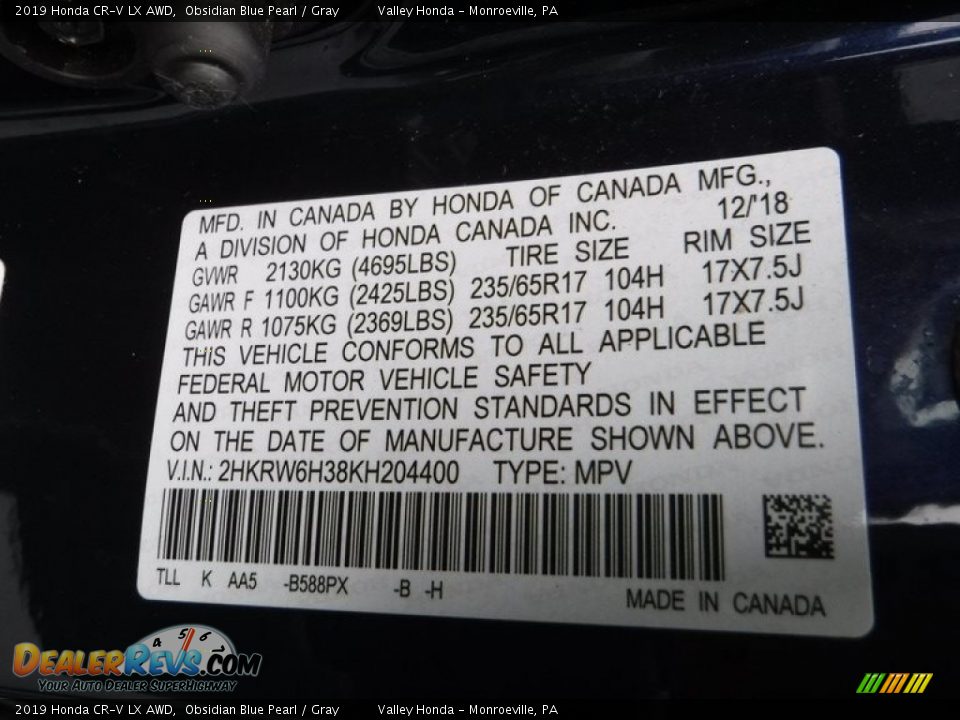 2019 Honda CR-V LX AWD, Obsidian Blue Pearl / Gray Valley Honda - Monroeville, PA
MFD. IN CANADA BY HONDA OF CANADA MFG.,
A DIVISION OF HONDA CANADA INC. 12/'18
GVWR 2130KG (4695LBS) TIRE SIZE RIM SIZE
GAWR F 1100KG (2425LBS) 235/65R17 104H 17X7.5J
GAWR R 1075KG (2369LBS) 235/65R17 104H 17X7.5J
THIS VEHICLE CONFORMS TO ALL APPLICABLE
FEDERAL MOTOR VEHICLE SAFETY
AND THEFT PREVENTION STANDARDS IN EFFECT
ON THE DATE OF MANUFACTURE SHOWN ABOVE.
V.I.N.: 2HKRW6H38KH204400 TYPE: MPV
TLL K AA5 -B588PX -B -H
MADE IN CANADA
4 5 6
DEALERREVS.COM
YOUR AUTO DEALER SUPERHIGHWAY
2019 Honda CR-V LX AWD, Obsidian Blue Pearl / Gray Valley Honda - Monroeville, PA